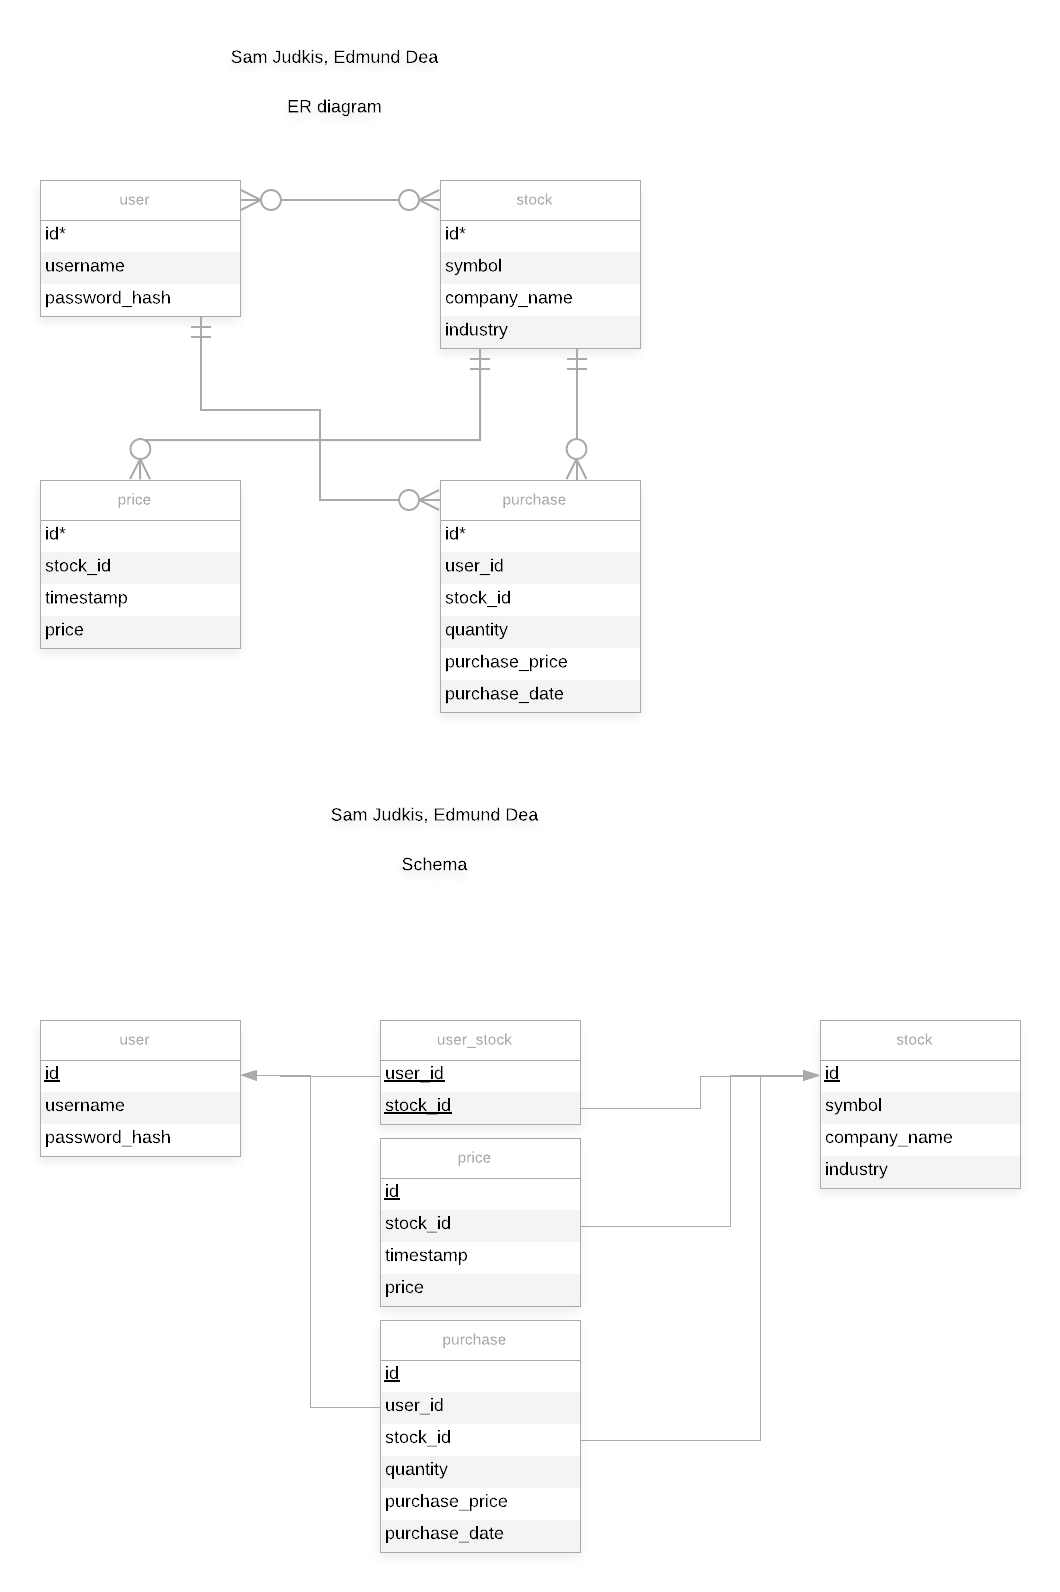 Sam Judkis, Edmund Dea
ER diagram
user
id*
username
password_hash
stock
id*
symbol
company_name
industry
price
id*
stock_id
timestamp
price
purchase
id*
user_id
stock_id
quantity
purchase_price
purchase_date
Sam Judkis, Edmund Dea
Schema
user
id
username
password_hash
user_stock
user_id
stock_id
price
id
stock_id
timestamp
price
purchase
id
user_id
stock_id
quantity
purchase_price
purchase_date
stock
id
symbol
company_name
industry